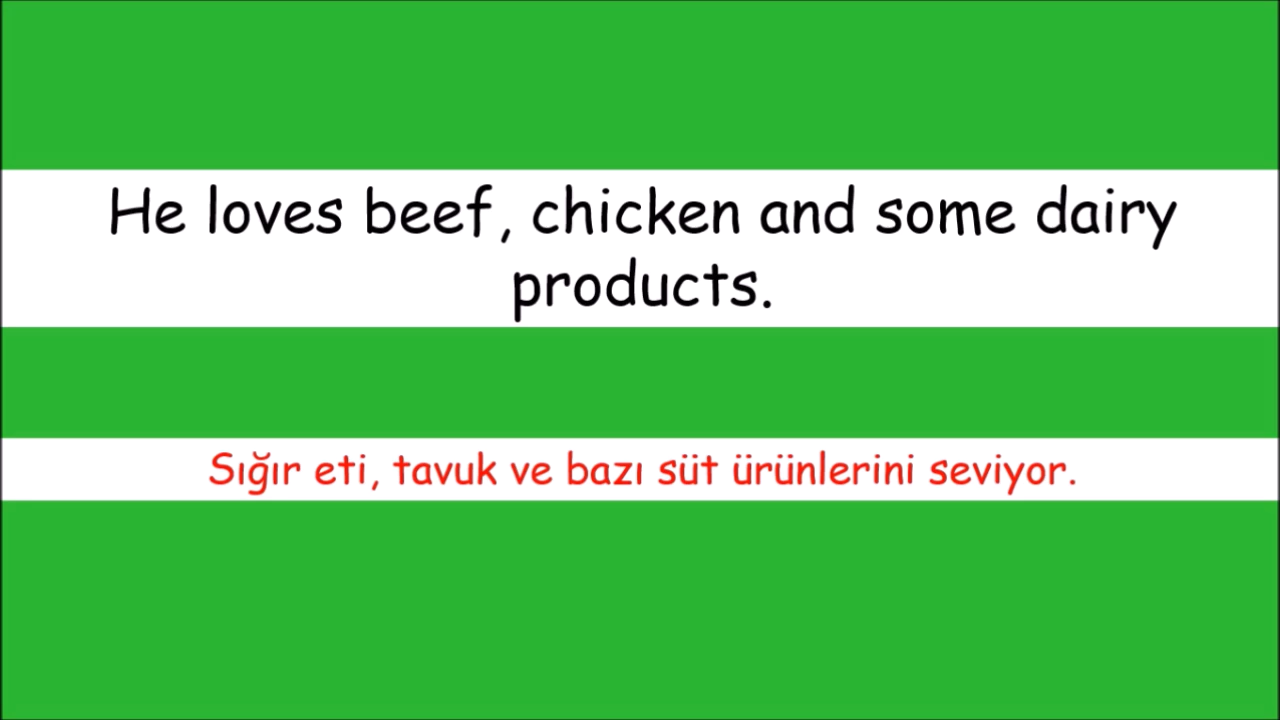 He loves beef, chicken and some dairy
products.
Sığır eti, tavuk ve bazı süt ürünlerini seviyor.